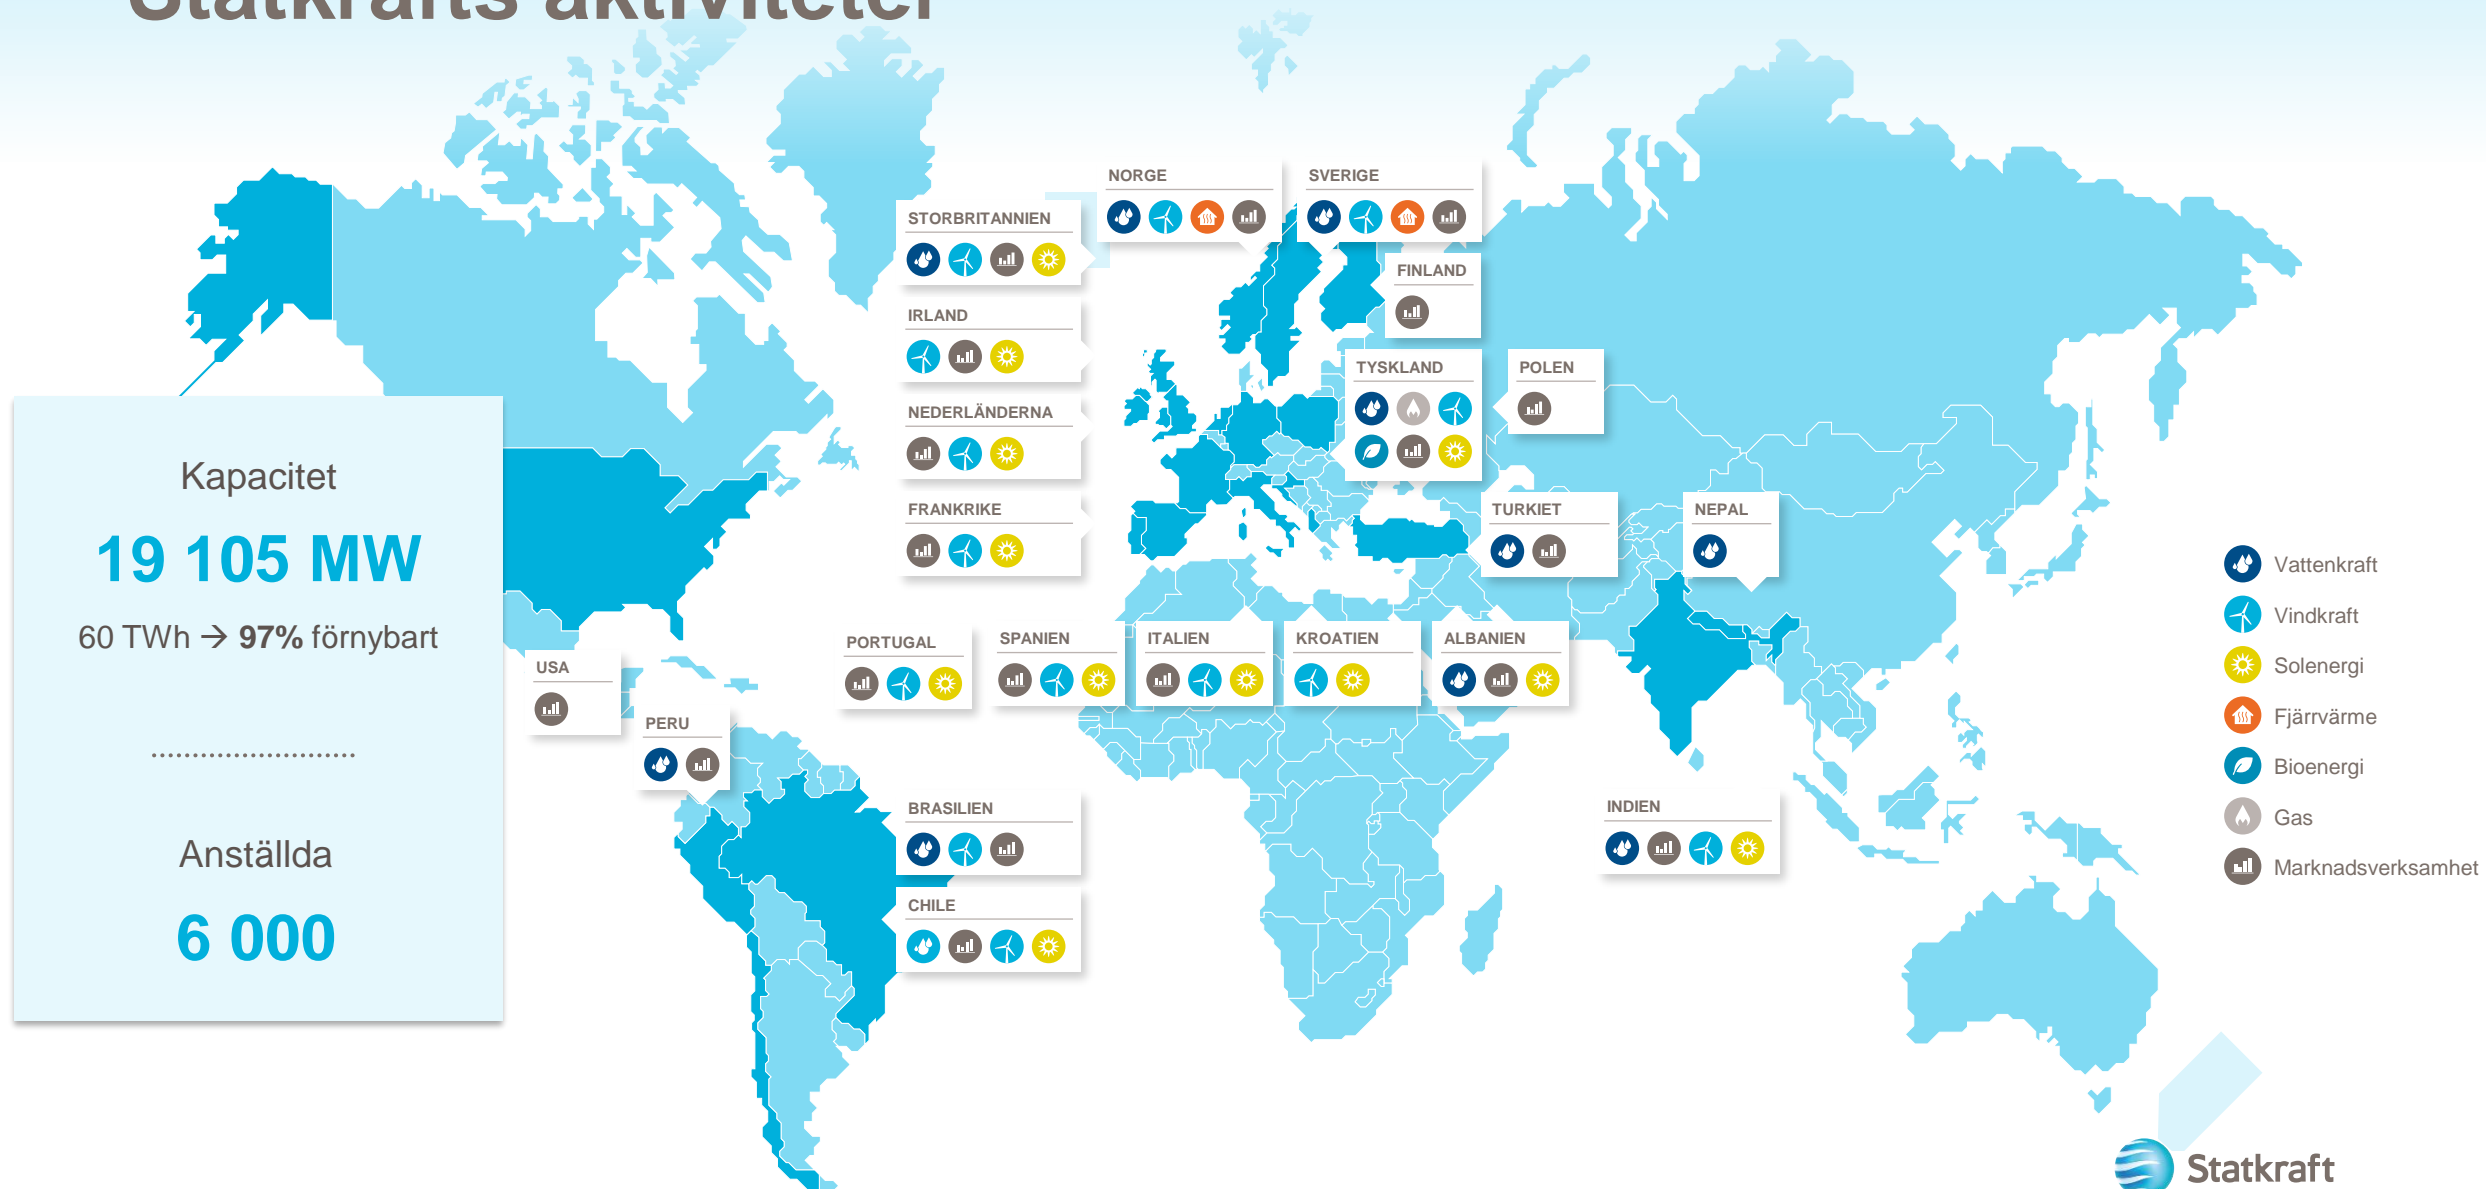 Statkrafts aktiviteter
NORGE
SVERIGE
STORBRITANNIEN
FINLAND
IRLAND
TYSKLAND
POLEN
NEDERLÄNDERNA
FRANKRIKE
TURKIET
NEPAL
Kapacitet
19 105 MW
60 TWh → 97% förnybart
Anställda
6 000
PORTUGAL
SPANIEN
ITALIEN
KROATIEN
ALBANIEN
USA
PERU
BRASILIEN
CHILE
INDIEN
Vattenkraft
Vindkraft
Solenergi
Fjärrvärme
Bioenergi
Gas
Marknadsverksamhet
Statkraft